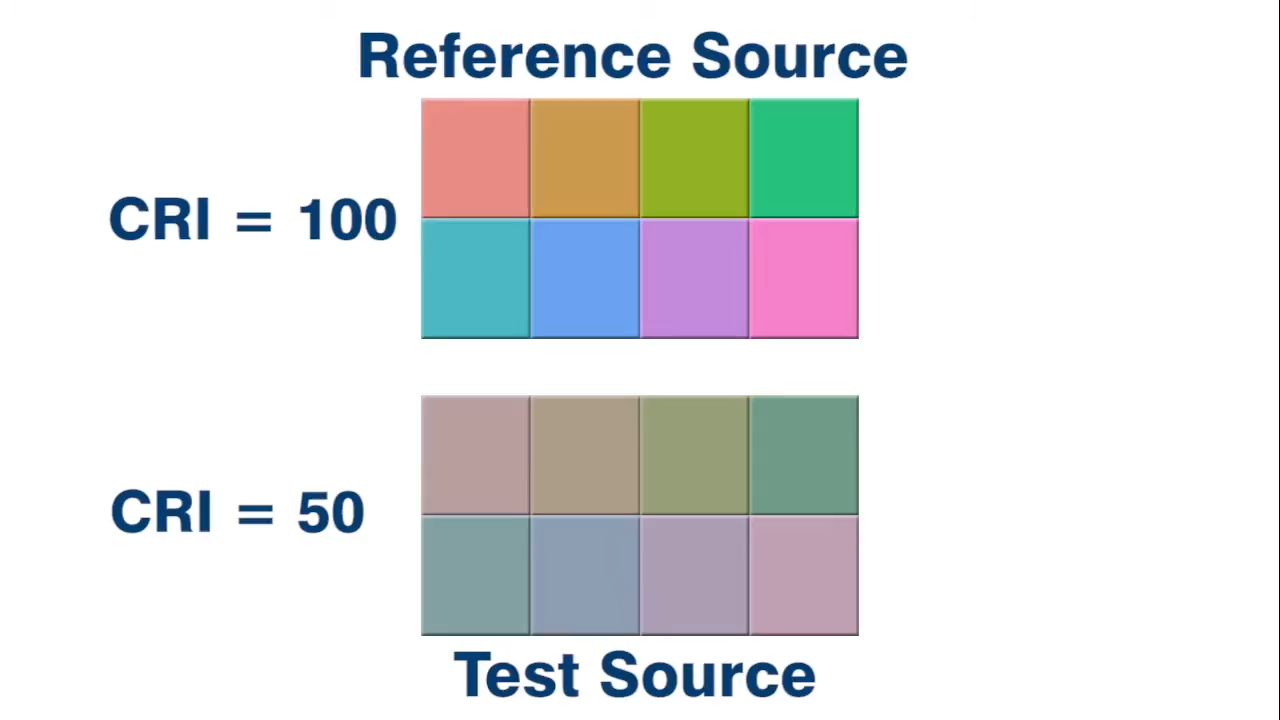 Reference Source
CRI = 100
CRI = 50
Test Source